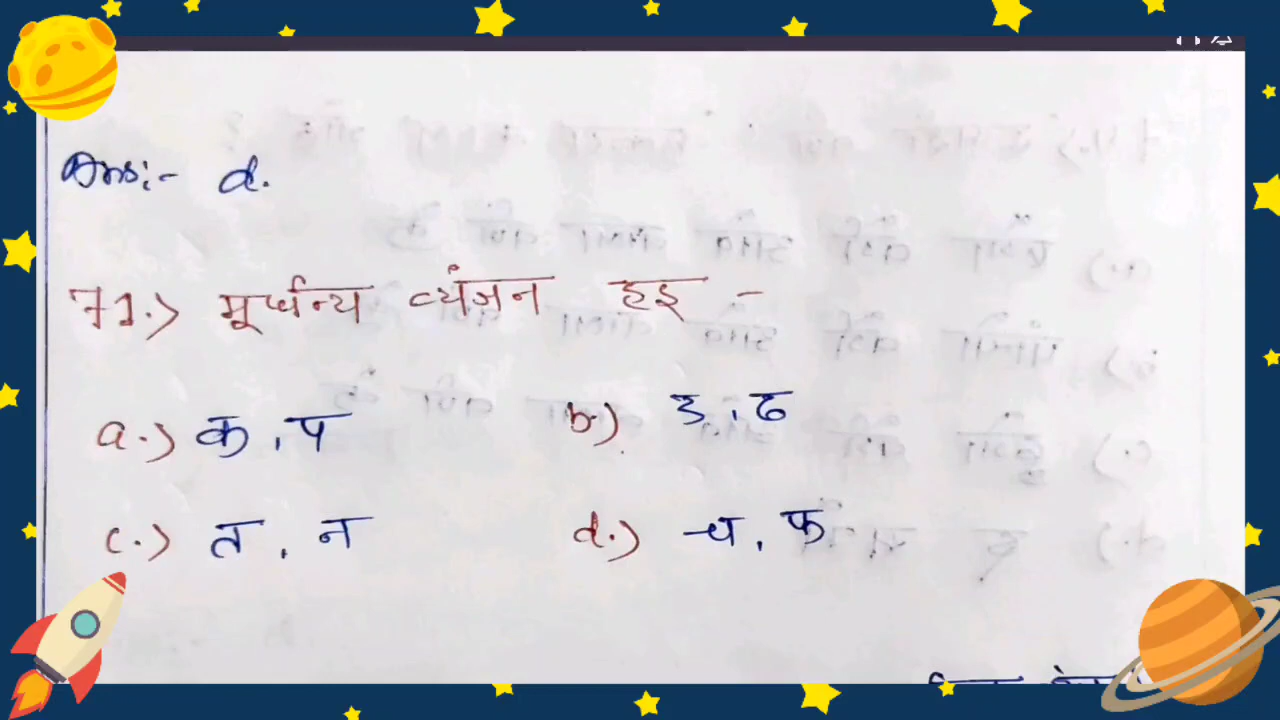 Ans:- d.
71.> मूर्धन्य व्यंजन हइ -
a.> क , प b.) ड , ढ
c.> त , न d.> च , फ